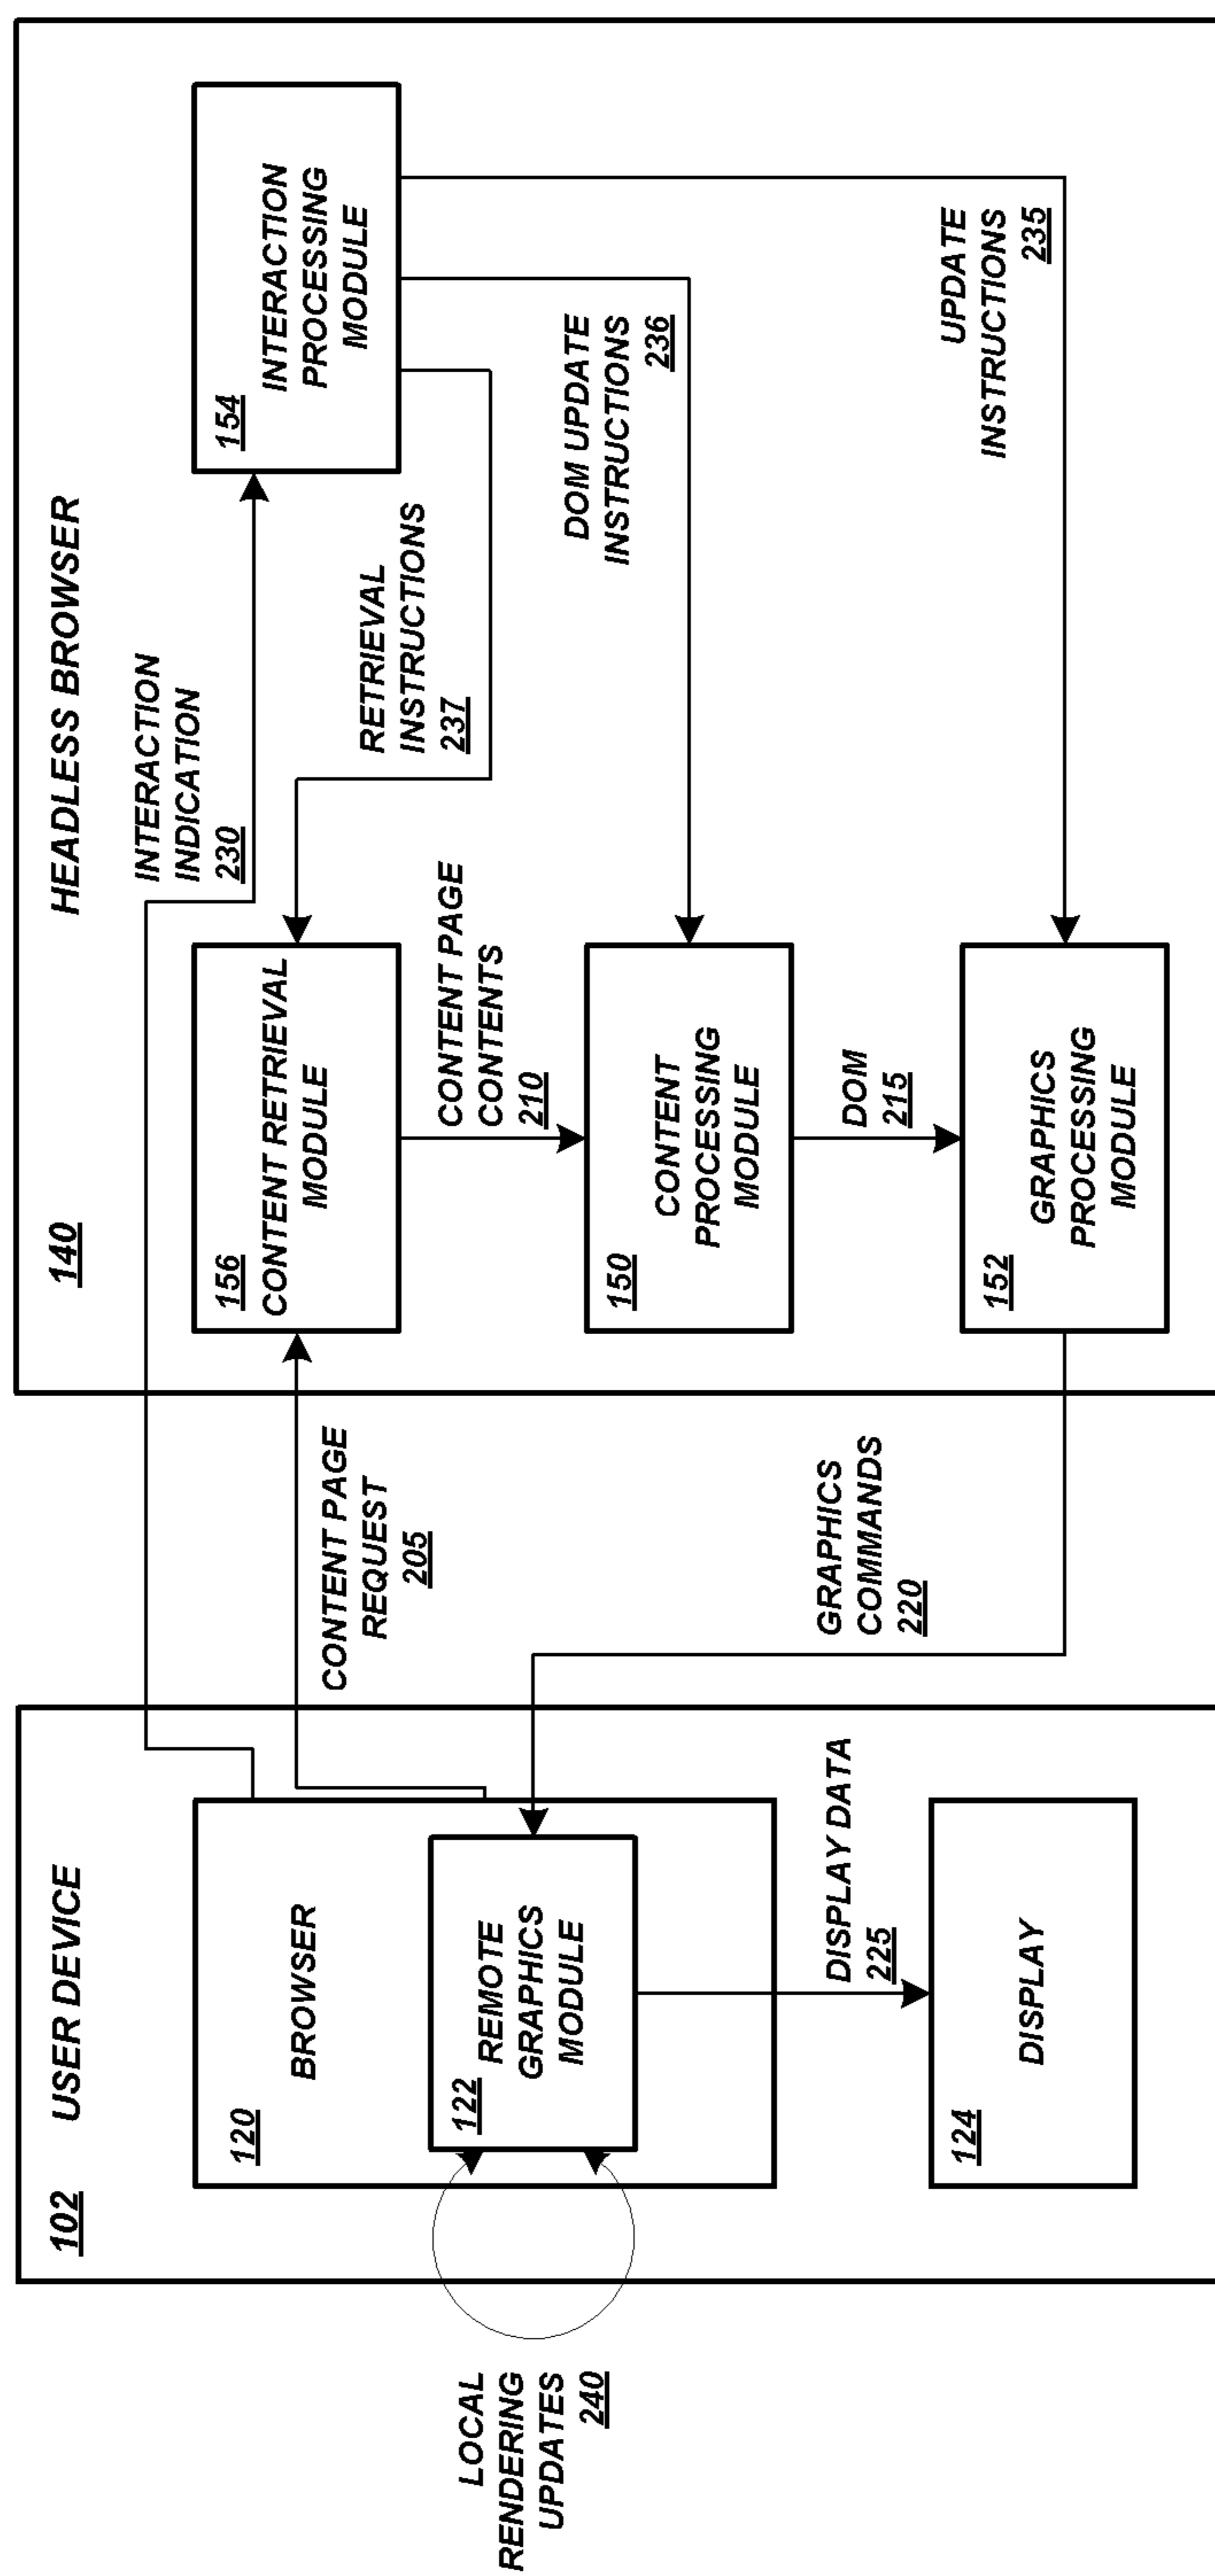 102
USER DEVICE
120
BROWSER
122
REMOTE
GRAPHICS
MODULE
LOCAL
RENDERING
UPDATES
240
DISPLAY DATA
225
124
DISPLAY
CONTENT PAGE
REQUEST
205
GRAPHICS
COMMANDS
220
140
HEADLESS BROWSER
INTERACTION
INDICATION
230
156
CONTENT RETRIEVAL
MODULE
RETRIEVAL
INSTRUCTIONS
237
154
INTERACTION
PROCESSING
MODULE
CONTENT PAGE
CONTENTS
210
150
CONTENT
PROCESSING
MODULE
DOM UPDATE
INSTRUCTIONS
236
DOM
215
152
GRAPHICS
PROCESSING
MODULE
UPDATE
INSTRUCTIONS
235